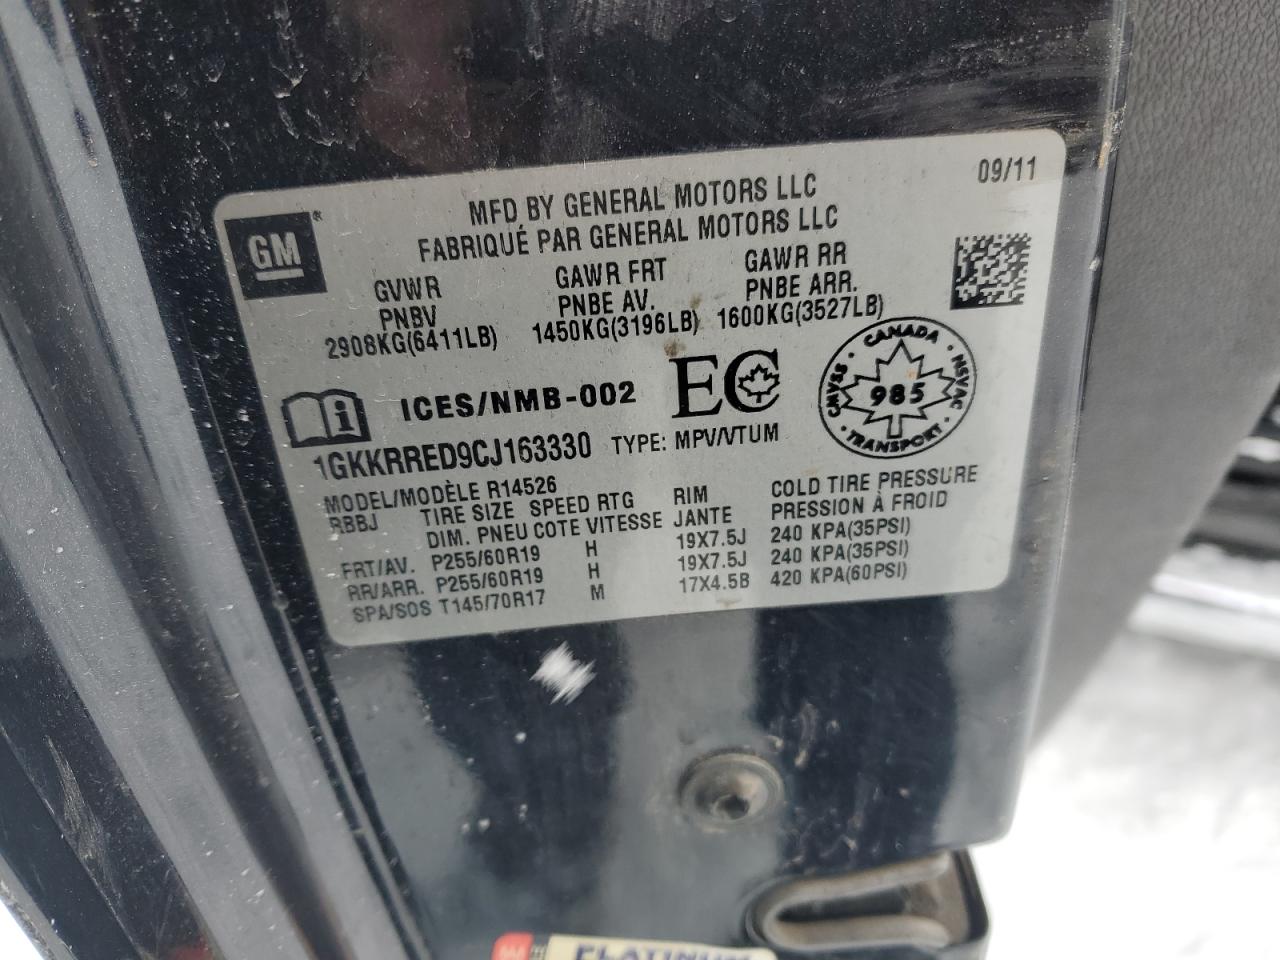 09/11
GM ®
MFD BY GENERAL MOTORS LLC
FABRIQUÉ PAR GENERAL MOTORS LLC
GVWR GAWR FRT GAWR RR
PNBV PNBE AV. PNBE ARR.
2908KG(6411LB) 1450KG(3196LB) 1600KG(3527LB)
ICES/NMB-002 EC
CANADA
CMVSS · NSVAC
SVAC
985
TRANSPORT
1GKKRRED9CJ163330 TYPE: MPV/VTUM
MODEL/MODÈLE R14526
RBBJ TIRE SIZE SPEED RTG RIM COLD TIRE PRESSURE
DIM. PNEU COTE VITESSE JANTE PRESSION À FROID
FRT/AV. P255/60R19 H 19X7.5J 240 KPA(35PSI)
RR/ARR. P255/60R19 H 19X7.5J 240 KPA(35PSI)
SPA/SOS T145/70R17 M 17X4.5B 420 KPA(60PSI)
PLATINUM